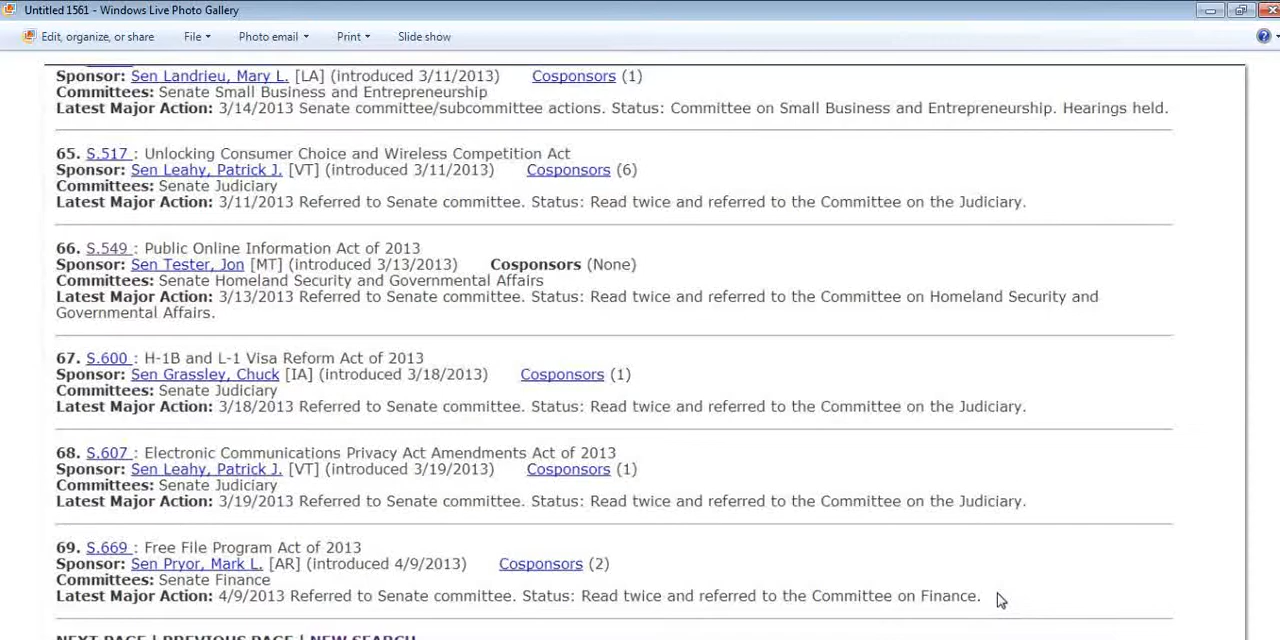 Untitled 1561 - Windows Live Photo Gallery
Edit, organize, or share File Photo email Print Slide show
Sponsor: Sen Landrieu, Mary L. [LA] (introduced 3/11/2013) Cosponsors (1)
Committees: Senate Small Business and Entrepreneurship
Latest Major Action: 3/14/2013 Senate committee/subcommittee actions. Status: Committee on Small Business and Entrepreneurship. Hearings held.
65. S.517 : Unlocking Consumer Choice and Wireless Competition Act
Sponsor: Sen Leahy, Patrick J. [VT] (introduced 3/11/2013) Cosponsors (6)
Committees: Senate Judiciary
Latest Major Action: 3/11/2013 Referred to Senate committee. Status: Read twice and referred to the Committee on the Judiciary.
66. S.549 : Public Online Information Act of 2013
Sponsor: Sen Tester, Jon [MT] (introduced 3/13/2013) Cosponsors (None)
Committees: Senate Homeland Security and Governmental Affairs
Latest Major Action: 3/13/2013 Referred to Senate committee. Status: Read twice and referred to the Committee on Homeland Security and
Governmental Affairs.
67. S.600 : H-1B and L-1 Visa Reform Act of 2013
Sponsor: Sen Grassley, Chuck [IA] (introduced 3/18/2013) Cosponsors (1)
Committees: Senate Judiciary
Latest Major Action: 3/18/2013 Referred to Senate committee. Status: Read twice and referred to the Committee on the Judiciary.
68. S.607 : Electronic Communications Privacy Act Amendments Act of 2013
Sponsor: Sen Leahy, Patrick J. [VT] (introduced 3/19/2013) Cosponsors (1)
Committees: Senate Judiciary
Latest Major Action: 3/19/2013 Referred to Senate committee. Status: Read twice and referred to the Committee on the Judiciary.
69. S.669 : Free File Program Act of 2013
Sponsor: Sen Pryor, Mark L. [AR] (introduced 4/9/2013) Cosponsors (2)
Committees: Senate Finance
Latest Major Action: 4/9/2013 Referred to Senate committee. Status: Read twice and referred to the Committee on Finance.
NEXT PAGE | PREVIOUS PAGE | NEW SEARCH